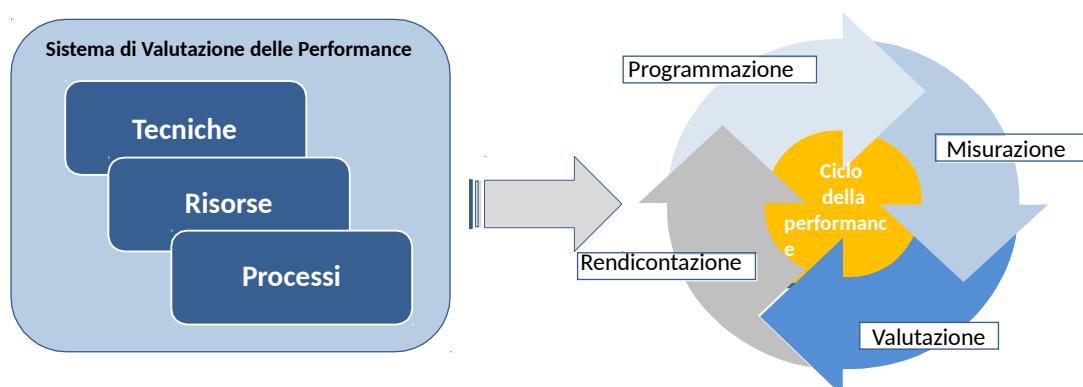 Sistema di Valutazione delle Performance
Tecniche
Risorse
Processi
Programmazione
Misurazione
Ciclo
della
performanc
e
Rendicontazione
Valutazione